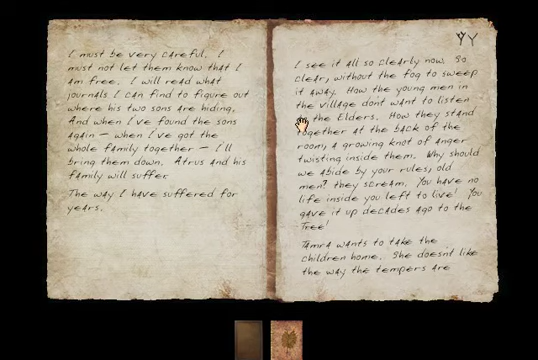 I must be very careful. I
must not let them know that I
am free. I will read what
journals I can find to figure out
where his two sons are hiding.
And when I've found the sons
again – when I've got the
whole family together – I'll
bring them down. Atrus and his
family will suffer
The way I have suffered for
years.
I see it all so clearly now. So
clear, without the fog to sweep
it away. How the young men in
the village dont want to listen
the Elders. How they stand
together at the back of the
room, a growing knot of anger
twisting inside them. Why should
we abide by your rules, old
men? they scream, You have no
life inside you left to live! You
gave it up decades ago to the
Tree!
Tamra wants to take the
children home. She doesnt like
the way the tempers are